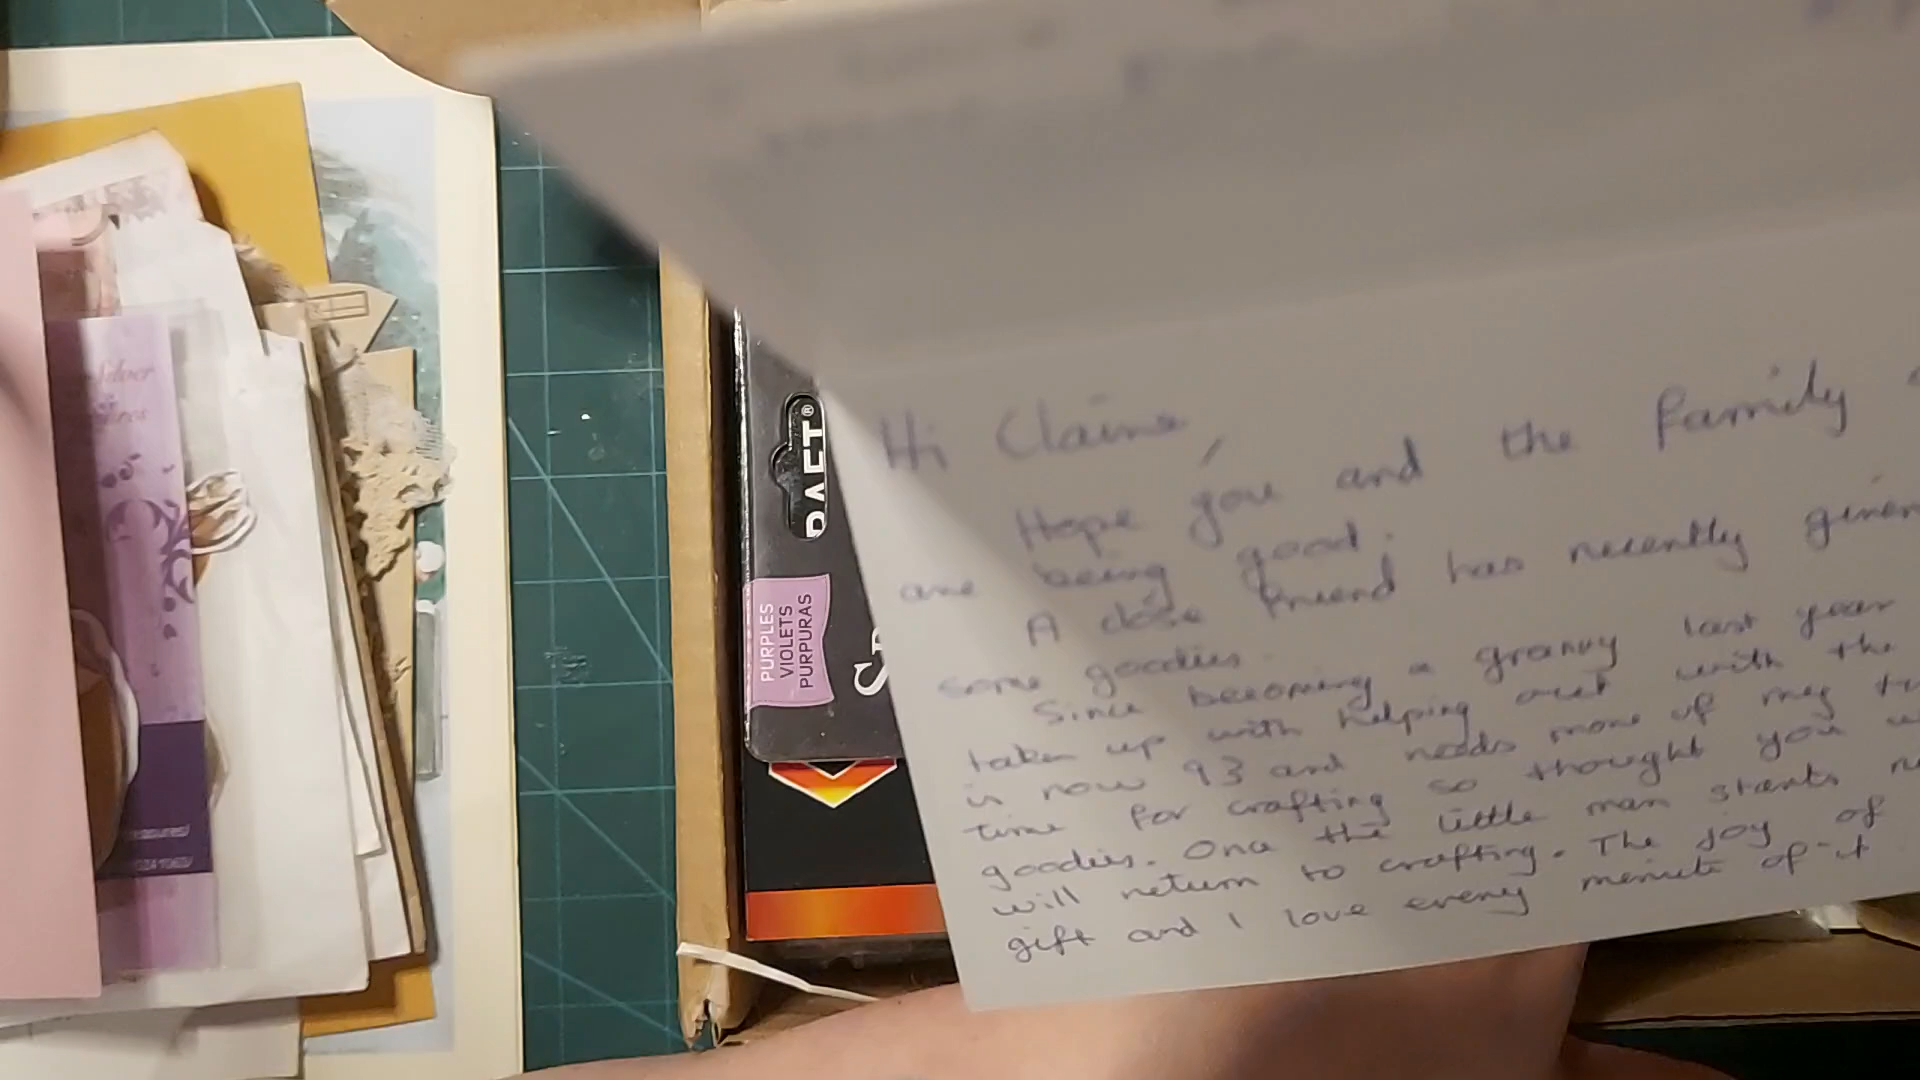 Hi Claire,
Hope you and the family
are being good.
A close friend has recently given
some goodies.
Since becoming a granny last year
taken up with helping out with the
is now 93 and needs more of my
time for crafting so thought you
goodies. Once the little man starts
will return to crafting. The joy of
gift and I love every minute of it
PURPLES
VIOLETS
PURPURAS
Silver